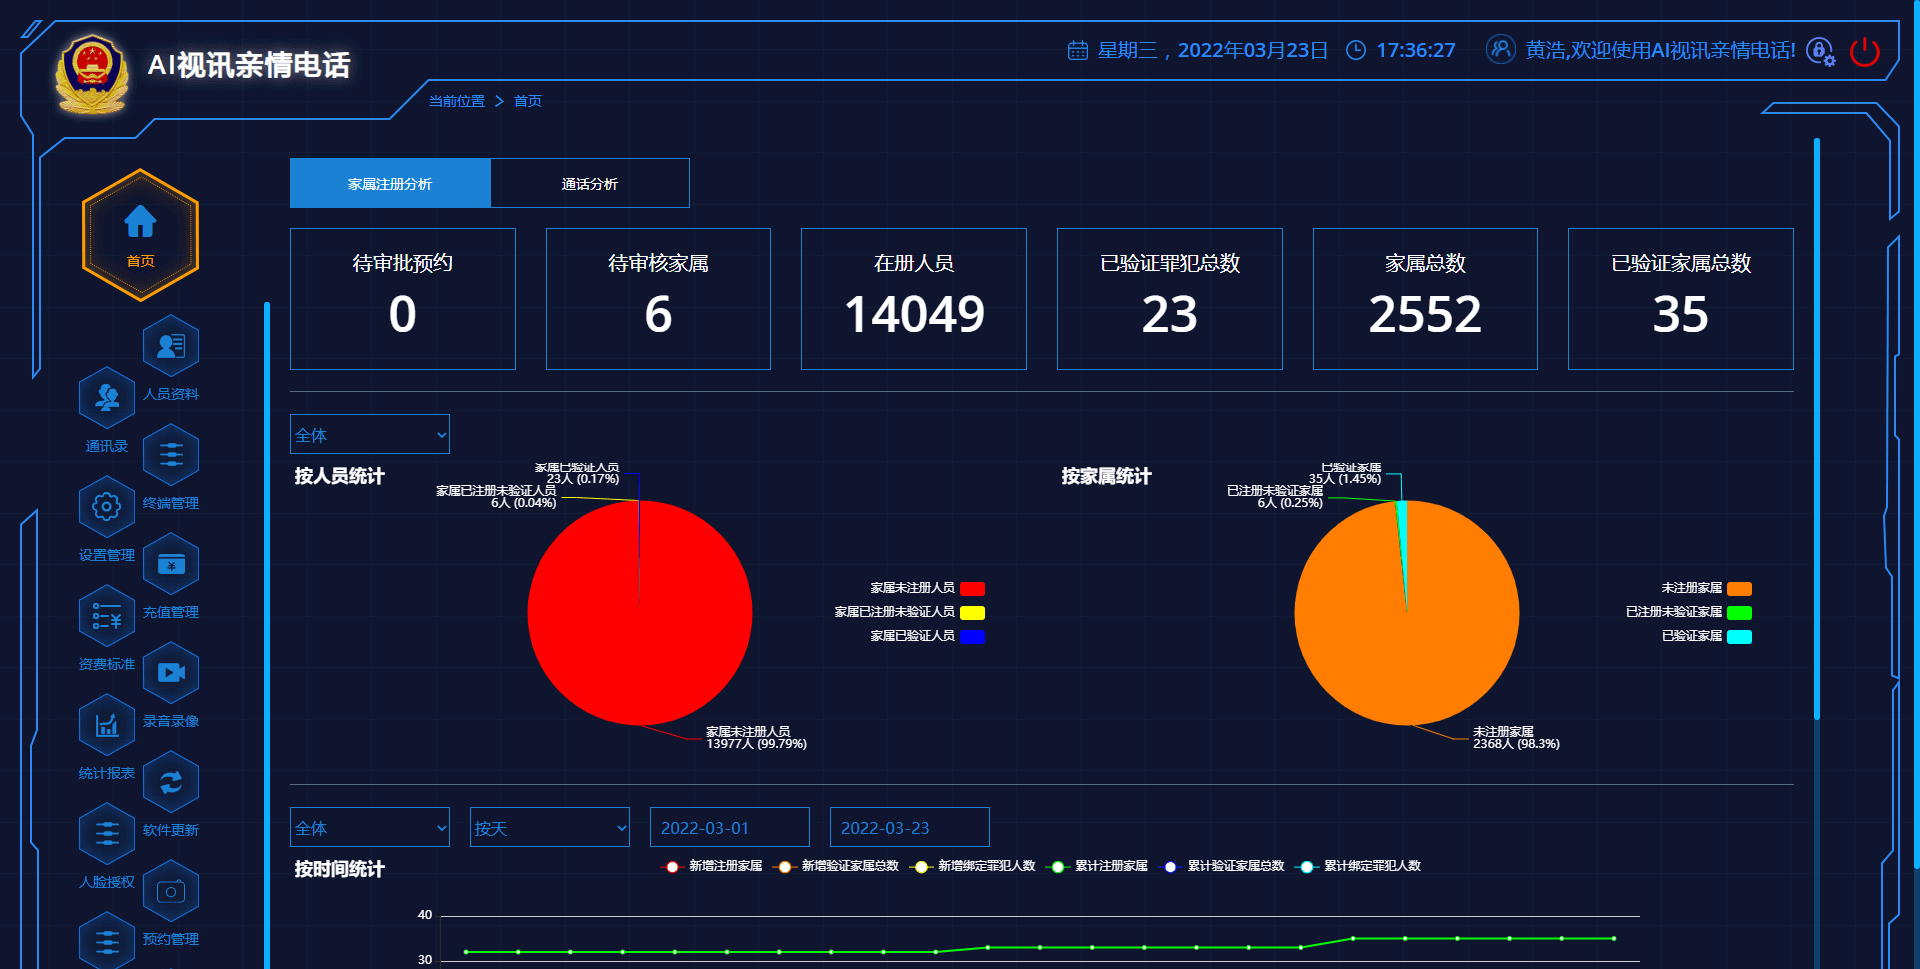 AI视讯亲情电话
星期三，2022年03月23日
17:36:27
黄浩,欢迎使用AI视讯亲情电话!
当前位置 > 首页
首页
人员资料
通讯录
终端管理
设置管理
充值管理
资费标准
录音录像
统计报表
软件更新
人脸授权
预约管理
家属注册分析
通话分析
待审批预约
0
待审核家属
6
在册人员
14049
已验证罪犯总数
23
家属总数
2552
已验证家属总数
35
全体
按人员统计
家属已验证人员
23人 (0.17%)
家属已注册未验证人员
6人 (0.04%)
家属未注册人员
13977人 (99.79%)
家属未注册人员
家属已注册未验证人员
家属已验证人员
按家属统计
已验证家属
35人 (1.45%)
已注册未验证家属
6人 (0.25%)
未注册家属
2368人 (98.3%)
未注册家属
已注册未验证家属
已验证家属
全体
按天
2022-03-01
2022-03-23
按时间统计
新增注册家属
新增验证家属总数
新增绑定罪犯人数
累计注册家属
累计验证家属总数
累计绑定罪犯人数
40
30